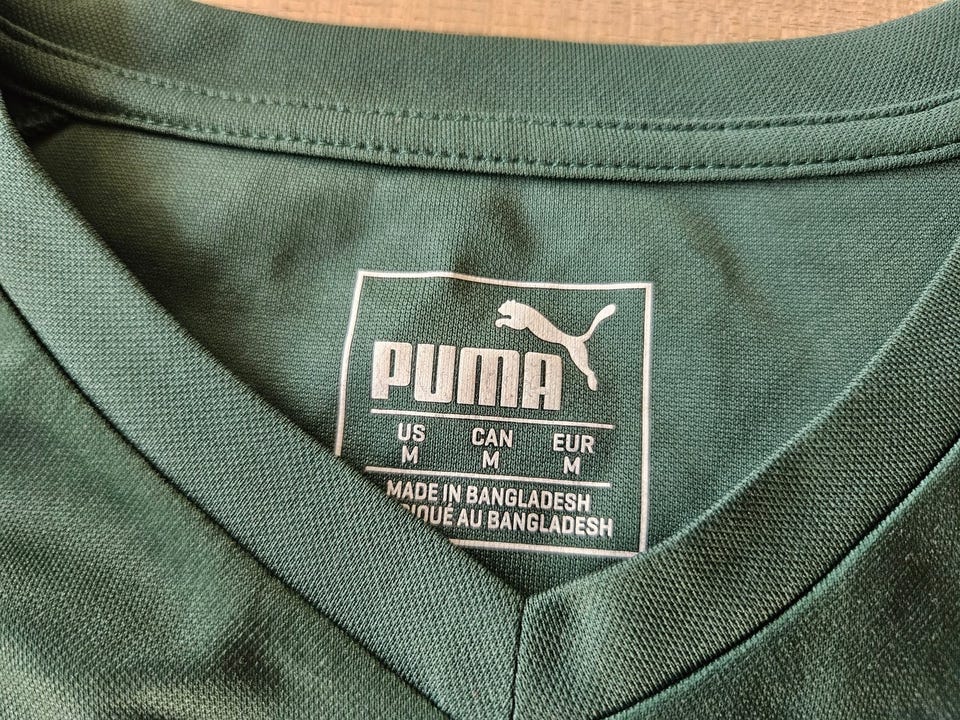 PUMA
US CAN EUR
M M M
MADE IN BANGLADESH
AU BANGLADESH